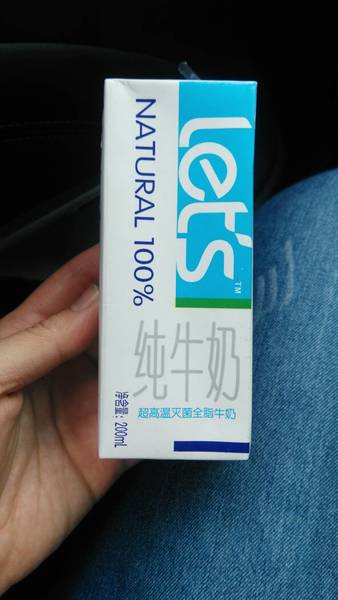 let's™
NATURAL 100%
纯牛奶
超高温灭菌全脂牛奶
净含量: 200mL